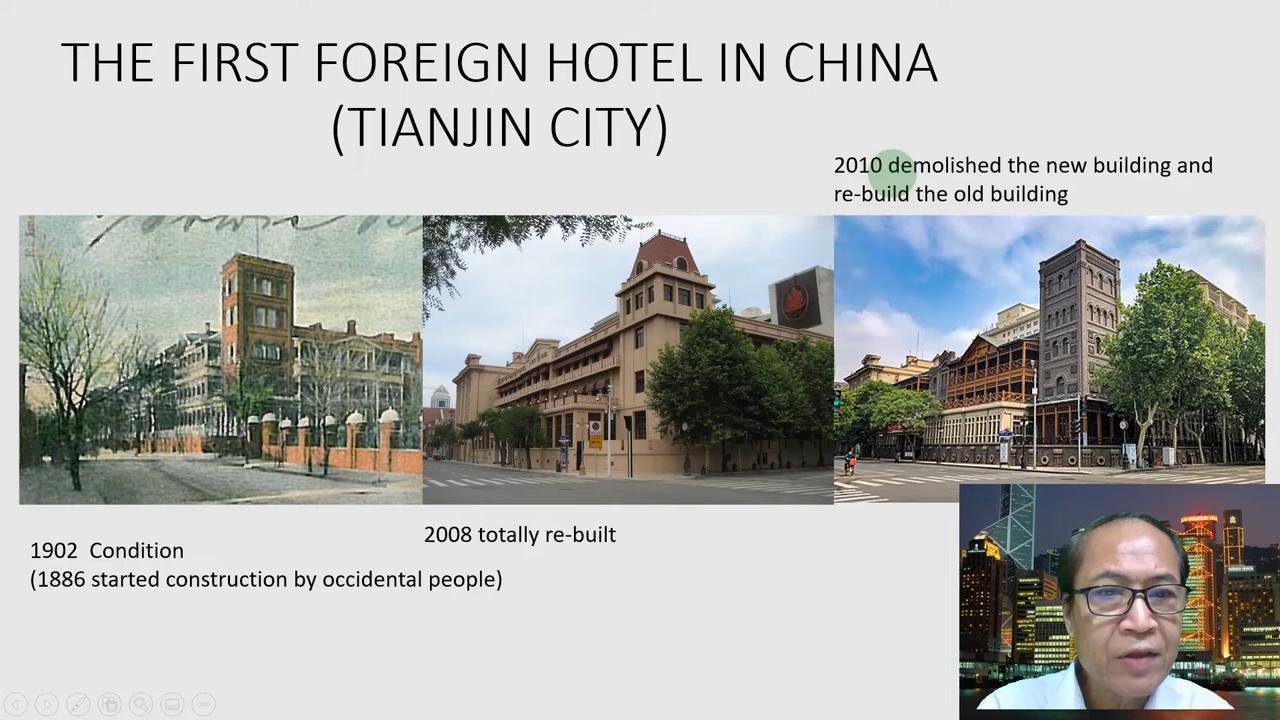 THE FIRST FOREIGN HOTEL IN CHINA
(TIANJIN CITY)
2010 demolished the new building and
re-build the old building
2008 totally re-built
1902  Condition
(1886 started construction by occidental people)